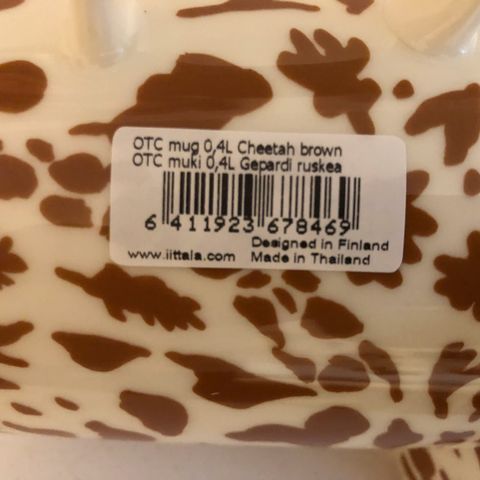 OTC mug 0,4L Cheetah brown
OTC muki 0,4L Gepardi ruskea
6 411923 678469
Designed in Finland
www.iittala.com Made in Thailand